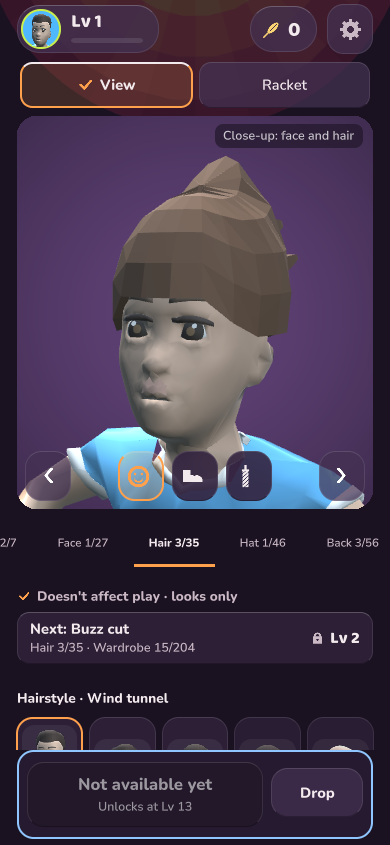 Lv 1
0
View
Racket
Close-up: face and hair
2/7
Face 1/27
Hair 3/35
Hat 1/46
Back 3/56
Doesn't affect play · looks only
Next: Buzz cut
Hair 3/35 · Wardrobe 15/204
Lv 2
Hairstyle · Wind tunnel
Not available yet
Unlocks at Lv 13
Drop